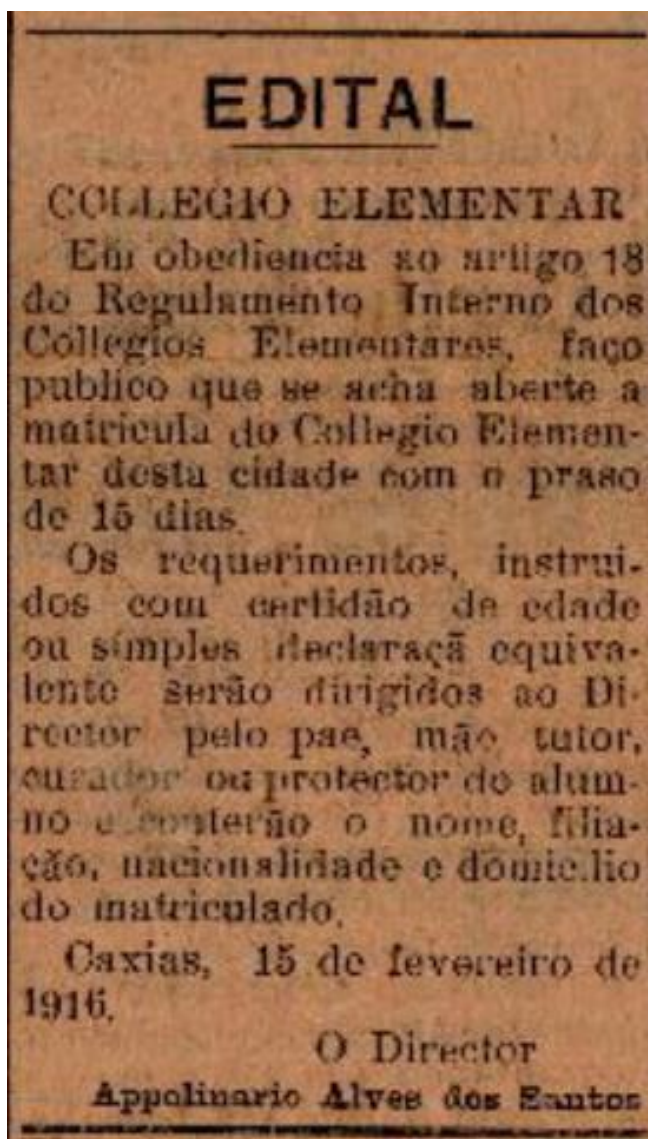 EDITAL
COLLEGIO ELEMENTAR
Em obediencia ao artigo 18
do Regulamento Interno dos
Collegios Elementares, faço
publico que se acha aberte a
matricula do Collegio Elemen-
tar desta cidade com o praso
de 15 dias.
Os requerimentos, instrui-
dos com certidão de edade
ou simples declaraçã equiva-
lente serão dirigidos ao Di-
rector pelo pae, mãe tutor,
curador ou protector do alum-
no e conterão o nome, filia-
ção, nacionalidade e domicilio
do matriculado.
Caxias, 15 de fevereiro de
1916.
O Director
Appolinario Alves dos Santos